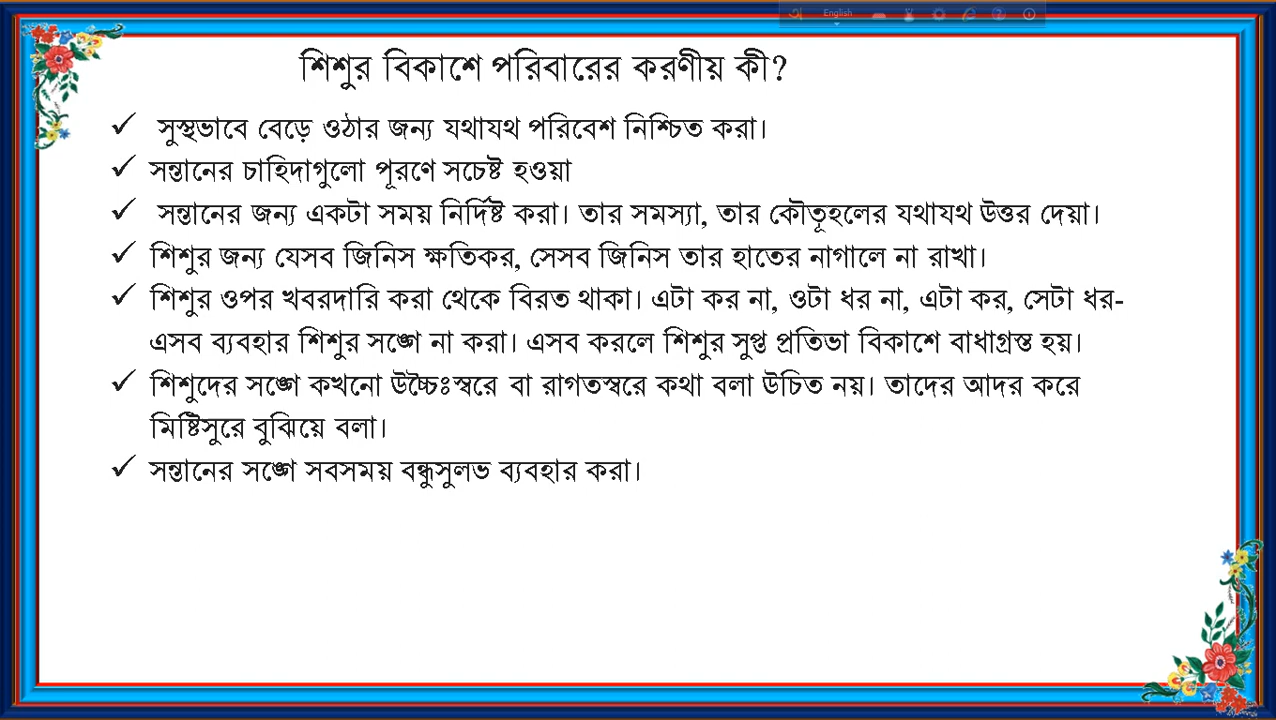 English
শিশুর বিকাশে পরিবারের করণীয় কী?
✓ সুস্থভাবে বেড়ে ওঠার জন্য যথাযথ পরিবেশ নিশ্চিত করা।
✓ সন্তানের চাহিদাগুলো পূরণে সচেষ্ট হওয়া
✓ সন্তানের জন্য একটা সময় নির্দিষ্ট করা। তার সমস্যা, তার কৌতূহলের যথাযথ উত্তর দেয়া।
✓ শিশুর জন্য যেসব জিনিস ক্ষতিকর, সেসব জিনিস তার হাতের নাগালে না রাখা।
✓ শিশুর ওপর খবরদারি করা থেকে বিরত থাকা। এটা কর না, ওটা ধর না, এটা কর, সেটা ধর-
এসব ব্যবহার শিশুর সঙ্গে না করা। এসব করলে শিশুর সুপ্ত প্রতিভা বিকাশে বাধাগ্রস্ত হয়।
✓ শিশুদের সঙ্গে কখনো উচ্চৈঃস্বরে বা রাগতস্বরে কথা বলা উচিত নয়। তাদের আদর করে
মিষ্টিসুরে বুঝিয়ে বলা।
✓ সন্তানের সঙ্গে সবসময় বন্ধুসুলভ ব্যবহার করা।